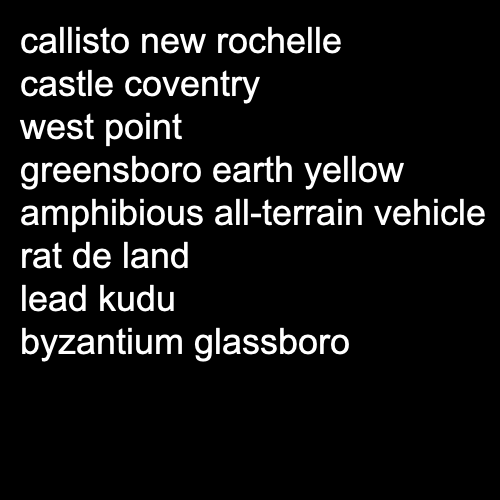 callisto new rochelle
castle coventry
west point
greensboro earth yellow
amphibious all-terrain vehicle
rat de land
lead kudu
byzantium glassboro